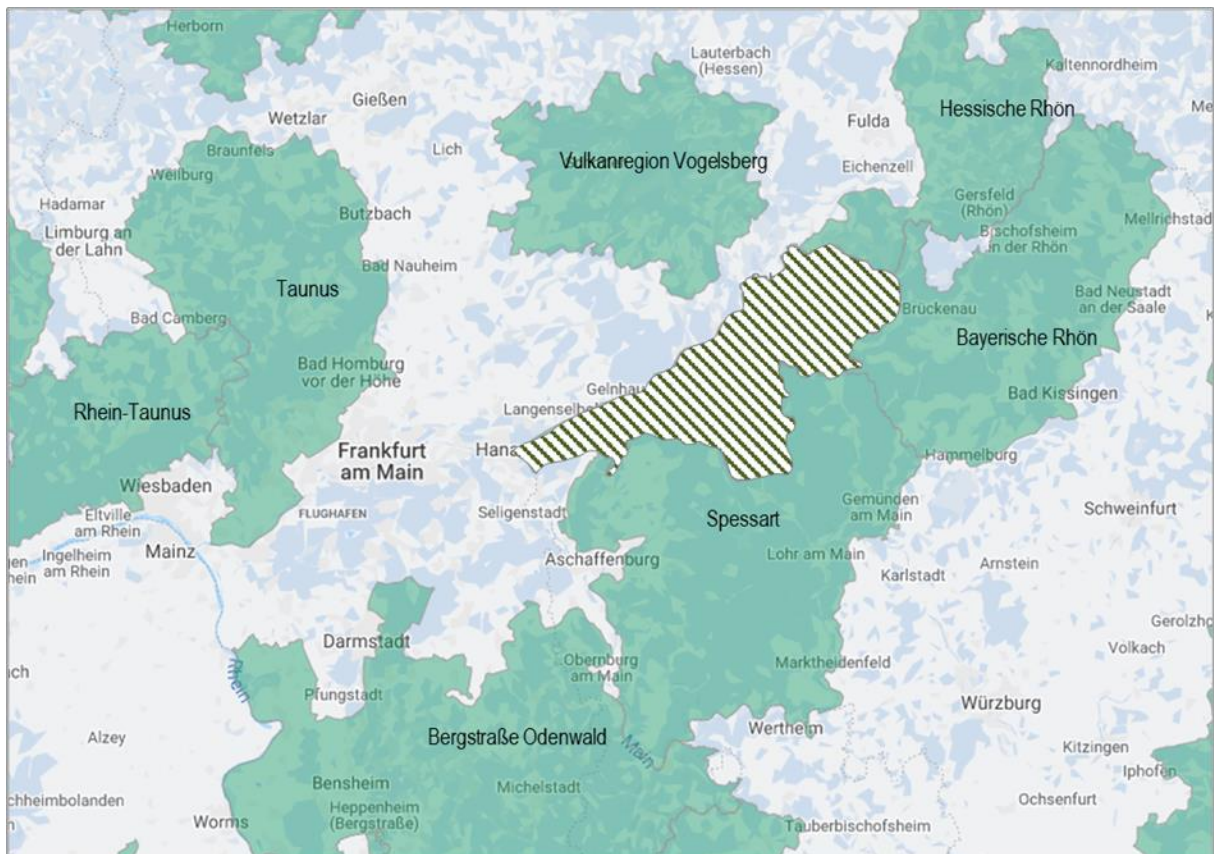 Herborn
Lauterbach
(Hessen)
Kaltennordheim
Gießen
Hessische Rhön
Wetzlar
Fulda
Braunfels
Lich
Vulkanregion Vogelsberg
Eichenzell
Weilburg
Hadamar
Butzbach
Gersfeld
(Rhön)
Mellrichstad
Limburg an
der Lahn
Bischofsheim
in der Rhön
Bad Nauheim
Taunus
Bad Neustadt
an der Saale
Brückenau
Bad Camberg
Bayerische Rhön
Bad Homburg
vor der Höhe
Gelnhau
Bad Kissingen
Rhein-Taunus
Langenselbol
Frankfurt
am Main
Hana
Hammelburg
Wiesbaden
Gemünden
am Main
Schweinfurt
Eltville
am Rhein
FLUGHAFEN
Seligenstadt
Spessart
Mainz
Ingelheim
am Rhein
Aschaffenburg
Lohr am Main
Arnstein
Karlstadt
Gerolzho
Darmstadt
Volkach
Obernburg
am Main
Marktheidenfeld
Rhein
Pfungstadt
Würzburg
Alzey
Bergstraße Odenwald
Wertheim
Main
Kitzingen
Bensheim
Michelstadt
Iphofen
chheimbolanden
Heppenheim
(Bergstraße)
Ochsenfurt
Worms
Tauberbischofsheim